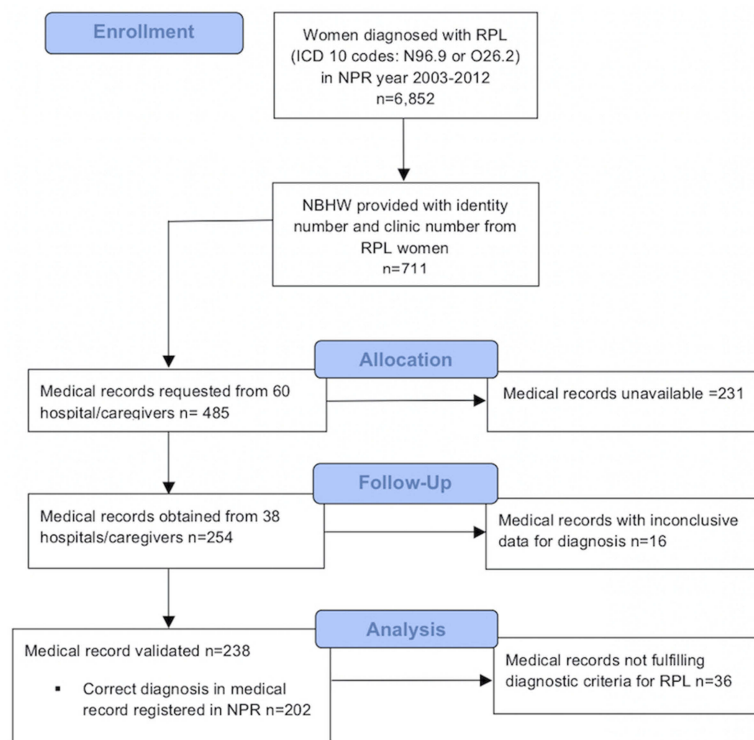 Enrollment
Women diagnosed with RPL
(ICD 10 codes: N96.9 or O26.2)
in NPR year 2003-2012
n=6,852
NBHW provided with identity
number and clinic number from
RPL women
n=711
Allocation
Medical records requested from 60
hospital/caregivers n= 485
Medical records unavailable =231
Follow-Up
Medical records obtained from 38
hospitals/caregivers n=254
Medical records with inconclusive
data for diagnosis n=16
Analysis
Medical record validated n=238
▪ Correct diagnosis in medical
record registered in NPR n=202
Medical records not fulfilling
diagnostic criteria for RPL n=36